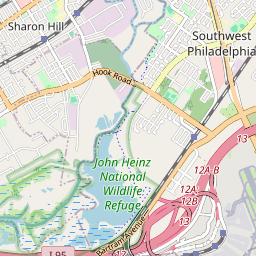 Sharon Hill
Southwest
Philadelphia
Hook Road
13
John Heinz
National
Wildlife
Refuge
12A B
12A-
12B
13
Bartram Avenue
I 95